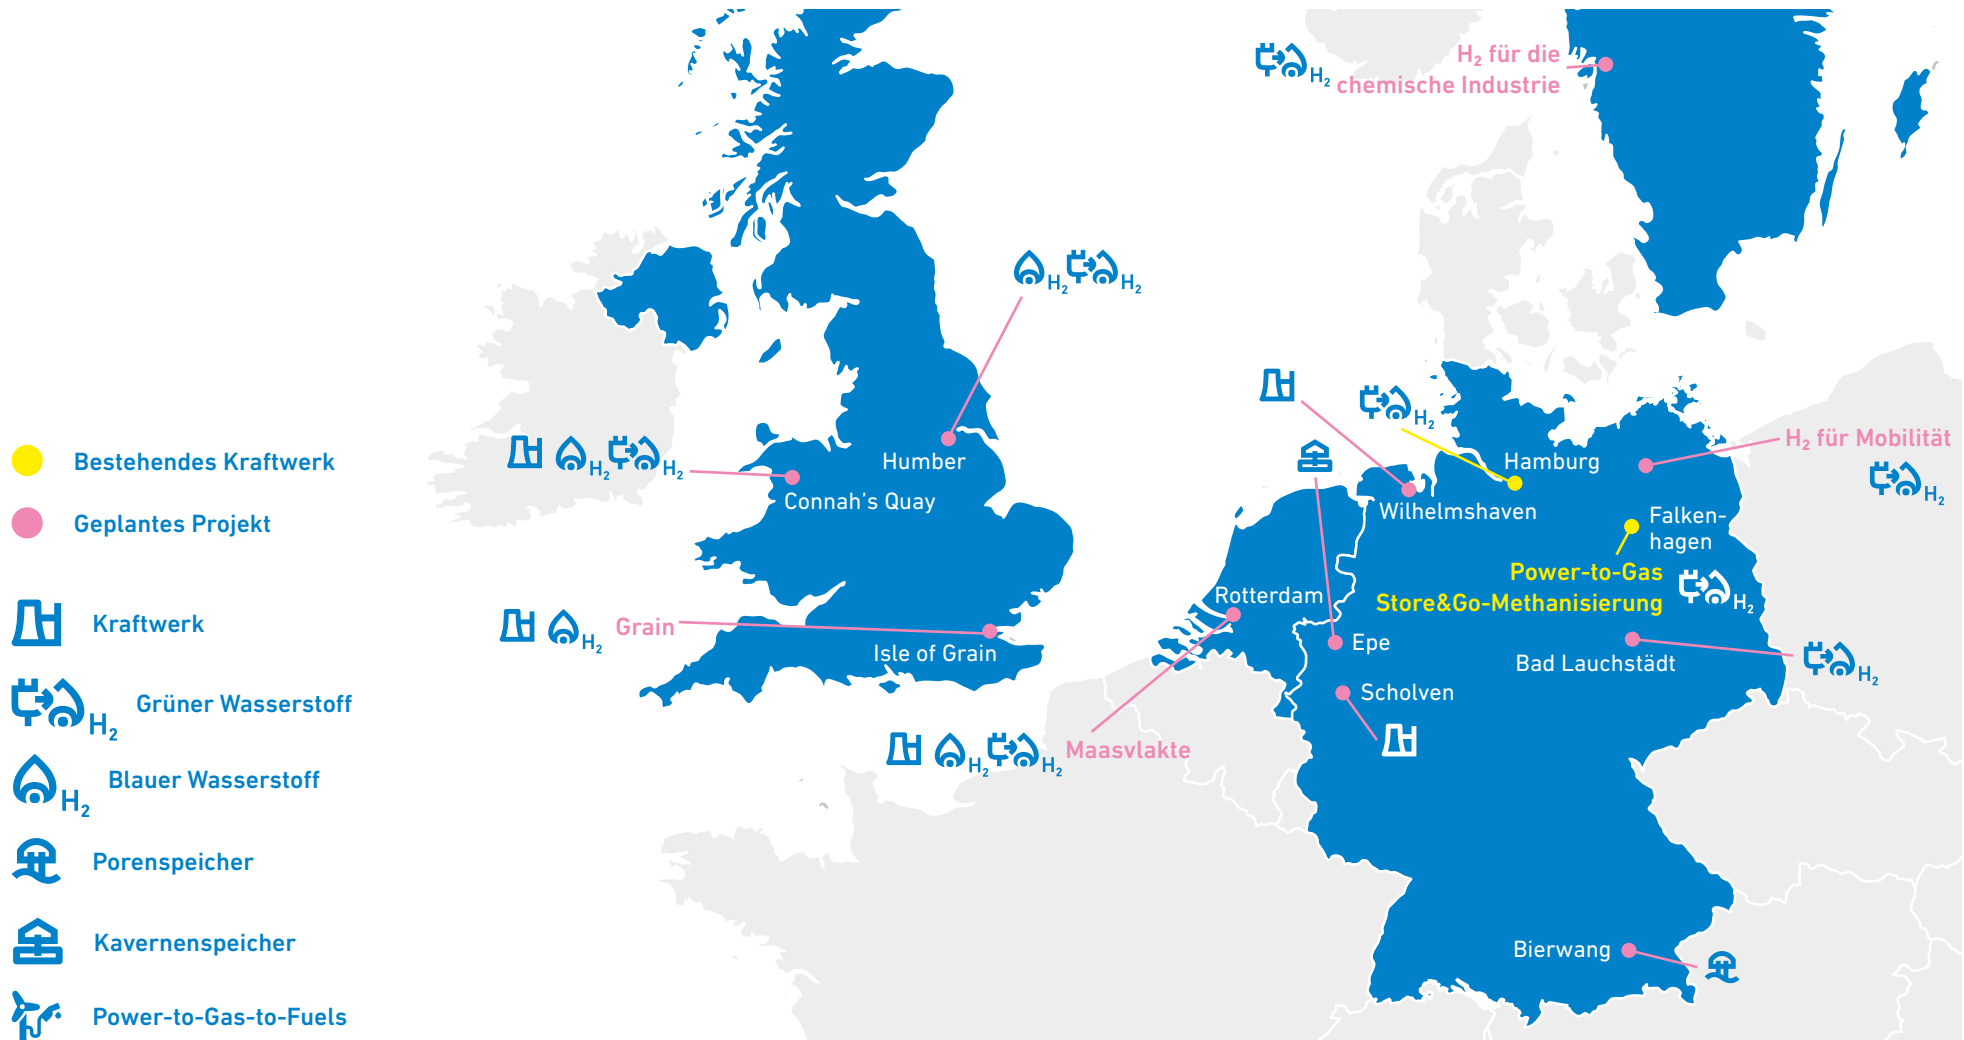 Bestehendes Kraftwerk
Geplantes Projekt
Kraftwerk
H₂
Grüner Wasserstoff
H₂
Blauer Wasserstoff
Porenspeicher
Kavernenspeicher
Power-to-Gas-to-Fuels
H₂
H₂ für die
chemische Industrie
H₂
H₂
Humber
H₂
H₂
Connah's Quay
H₂
Grain
Isle of Grain
H₂
H₂
Maasvlakte
Rotterdam
H₂
Hamburg
Wilhelmshaven
H₂ für Mobilität
H₂
Falken-
hagen
Power-to-Gas
Store&Go-Methanisierung
H₂
Epe
Scholven
Bad Lauchstädt
H₂
Bierwang